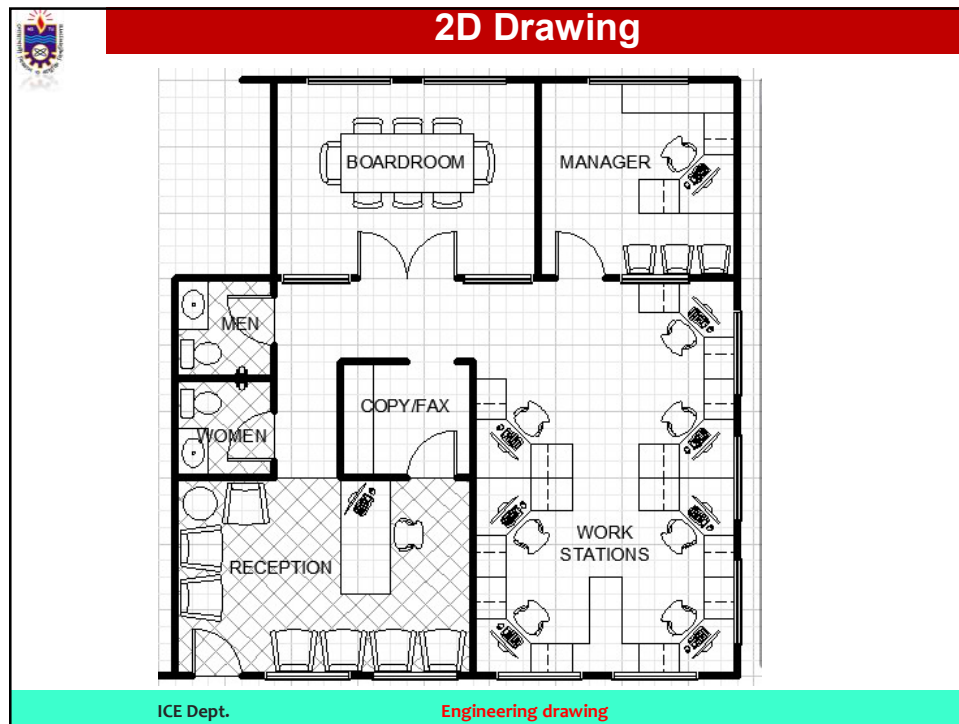 2D Drawing
BOARDROOM
MANAGER
MEN
COPY/FAX
WOMEN
WORK
STATIONS
RECEPTION
ICE Dept.
Engineering drawing